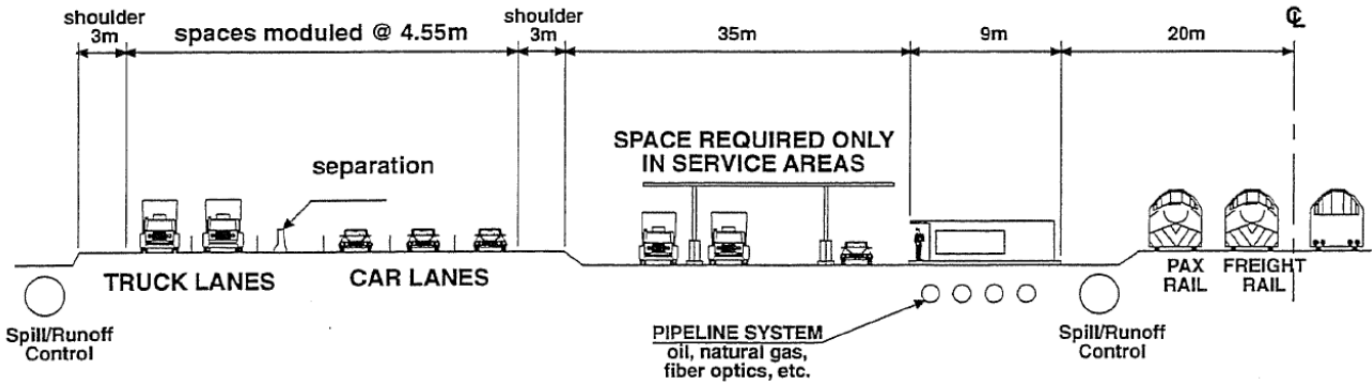 shoulder
3m
spaces moduled @ 4.55m
shoulder
3m
35m
9m
20m
℄
separation
SPACE REQUIRED ONLY
IN SERVICE AREAS
TRUCK LANES
CAR LANES
PAX
RAIL
FREIGHT
RAIL
Spill/Runoff
Control
PIPELINE SYSTEM
oil, natural gas,
fiber optics, etc.
Spill/Runoff
Control